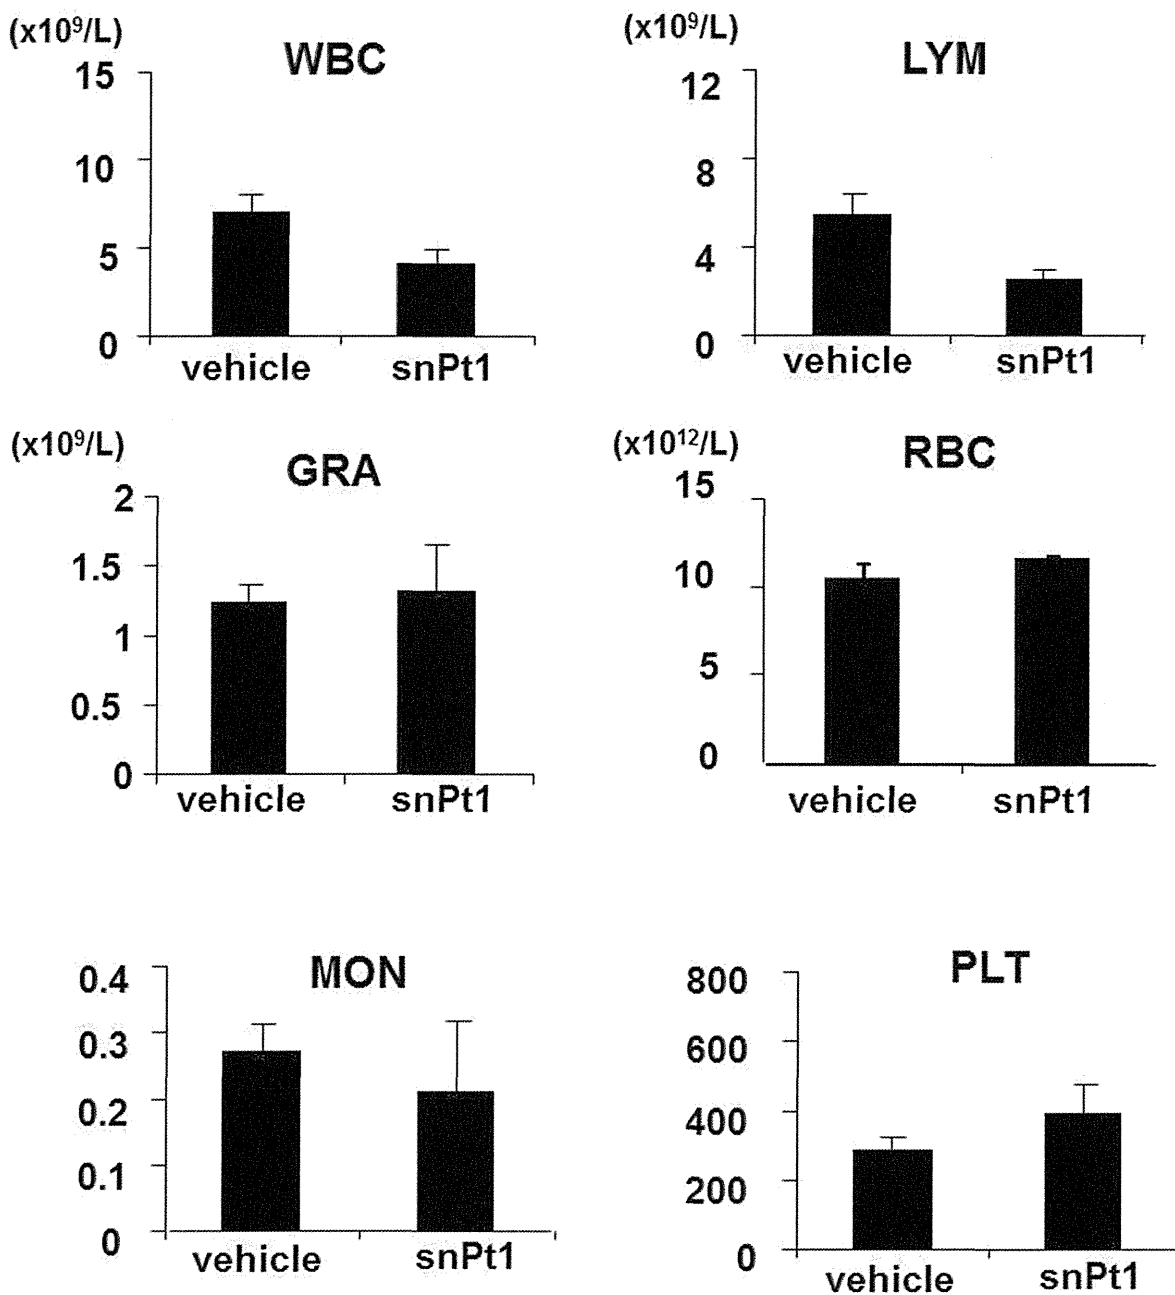 (x10⁹/L)
WBC
15
10
5
0
vehicle snPt1
(x10⁹/L)
LYM
12
8
4
0
vehicle snPt1
(x10⁹/L)
GRA
2
1.5
1
0.5
0
vehicle snPt1
(x10¹²/L)
RBC
15
10
5
0
vehicle snPt1
MON
0.4
0.3
0.2
0.1
0
vehicle snPt1
PLT
800
600
400
200
0
vehicle snPt1